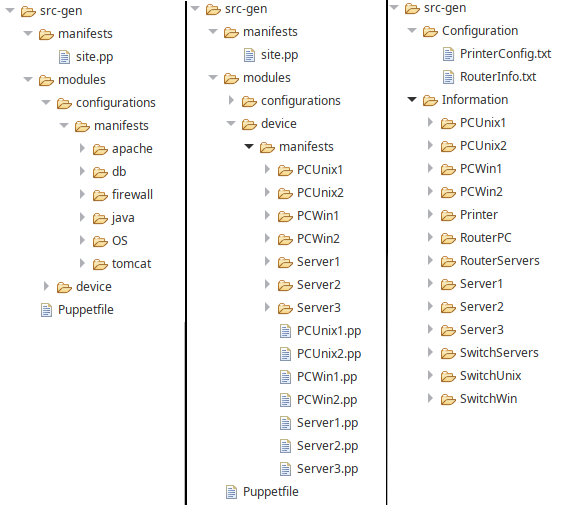 src-gen
manifests
site.pp
modules
configurations
manifests
apache
db
firewall
java
OS
tomcat
device
Puppetfile
src-gen
manifests
site.pp
modules
configurations
device
manifests
PCUnix1
PCUnix2
PCWin1
PCWin2
Server1
Server2
Server3
PCUnix1.pp
PCUnix2.pp
PCWin1.pp
PCWin2.pp
Server1.pp
Server2.pp
Server3.pp
Puppetfile
src-gen
Configuration
PrinterConfig.txt
RouterInfo.txt
Information
PCUnix1
PCUnix2
PCWin1
PCWin2
Printer
RouterPC
RouterServers
Server1
Server2
Server3
SwitchServers
SwitchUnix
SwitchWin